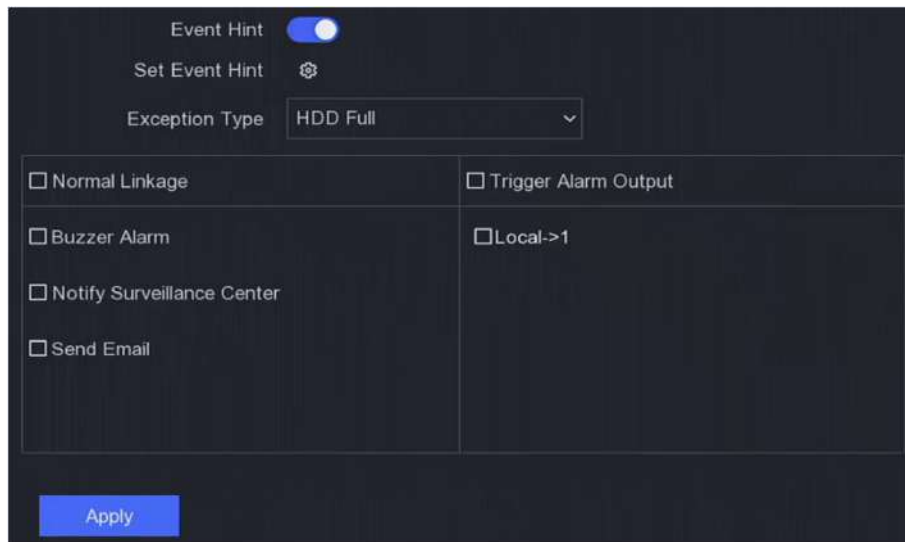 Event Hint
Set Event Hint
Exception Type HDD Full
Normal Linkage Trigger Alarm Output
Buzzer Alarm Local->1
Notify Surveillance Center
Send Email
Apply